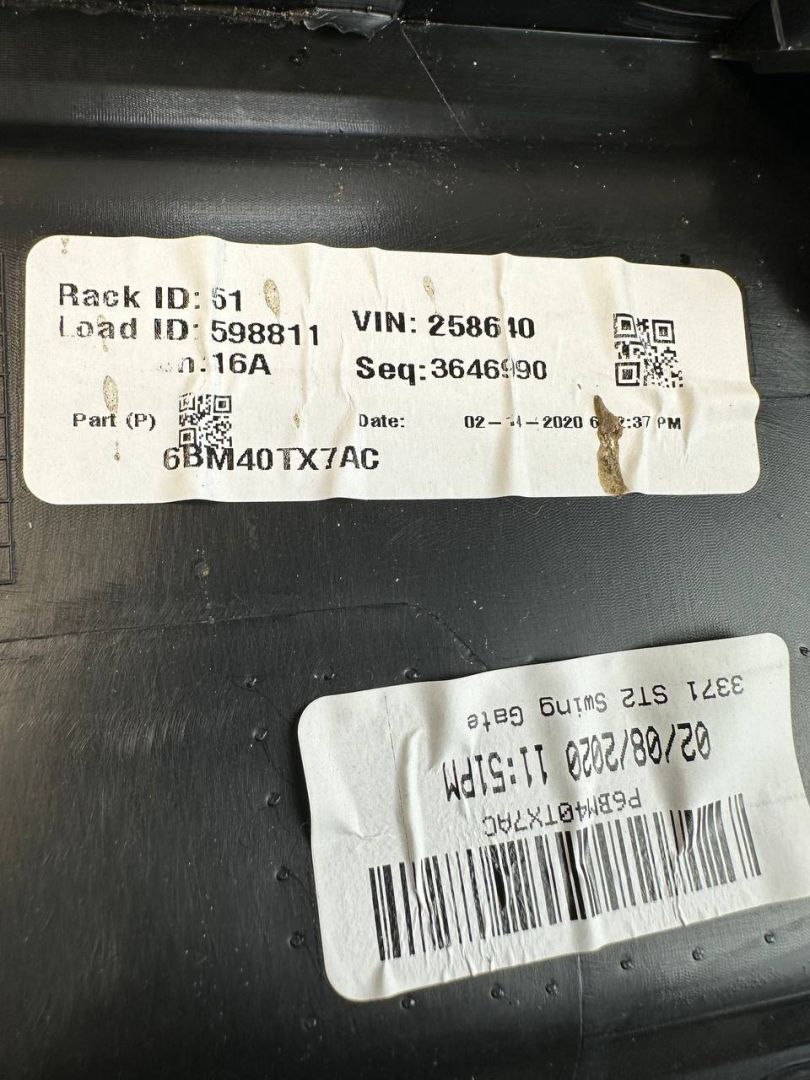 Rack ID: 51
Load ID: 598811
VIN: 258640
16A
Seq:3646990
Part (P)
Date:
02-14-2020
PM
6BM40TX7AC
3371 ST2 Swing Gate
02/08/2020 11:51PM
P6BM40TX7AC